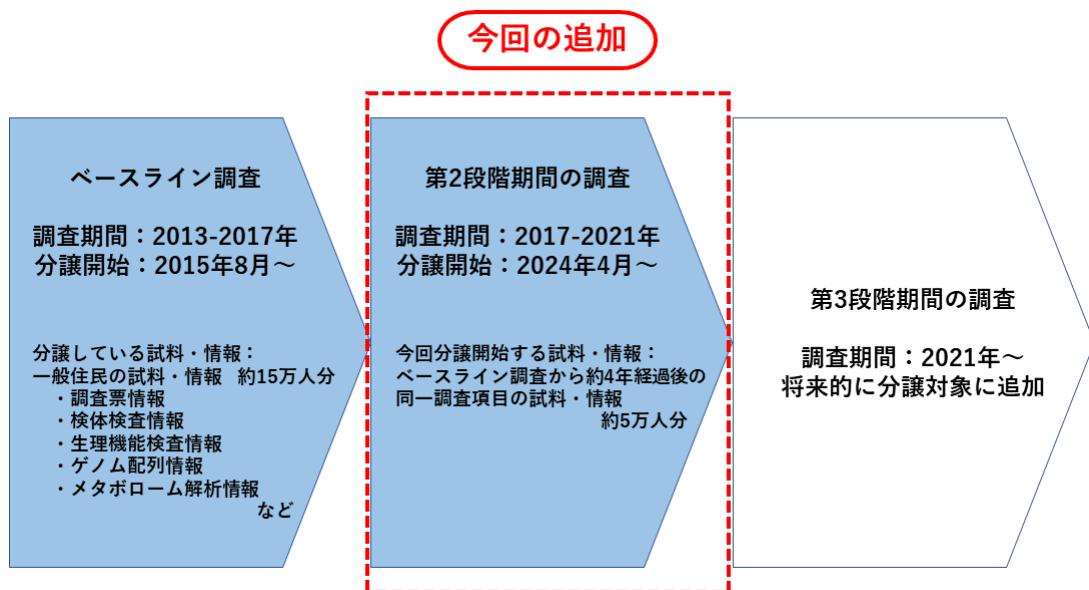 今回の追加
ベースライン調査
調査期間：2013-2017年
分譲開始：2015年8月～
分譲している試料・情報：
一般住民の試料・情報 約15万人分
・調査票情報
・検体検査情報
・生理機能検査情報
・ゲノム配列情報
・メタボローム解析情報
など
第2段階期間の調査
調査期間：2017-2021年
分譲開始：2024年4月～
今回分譲開始する試料・情報：
ベースライン調査から約4年経過後の
同一調査項目の試料・情報
約5万人分
第3段階期間の調査
調査期間：2021年～
将来的に分譲対象に追加